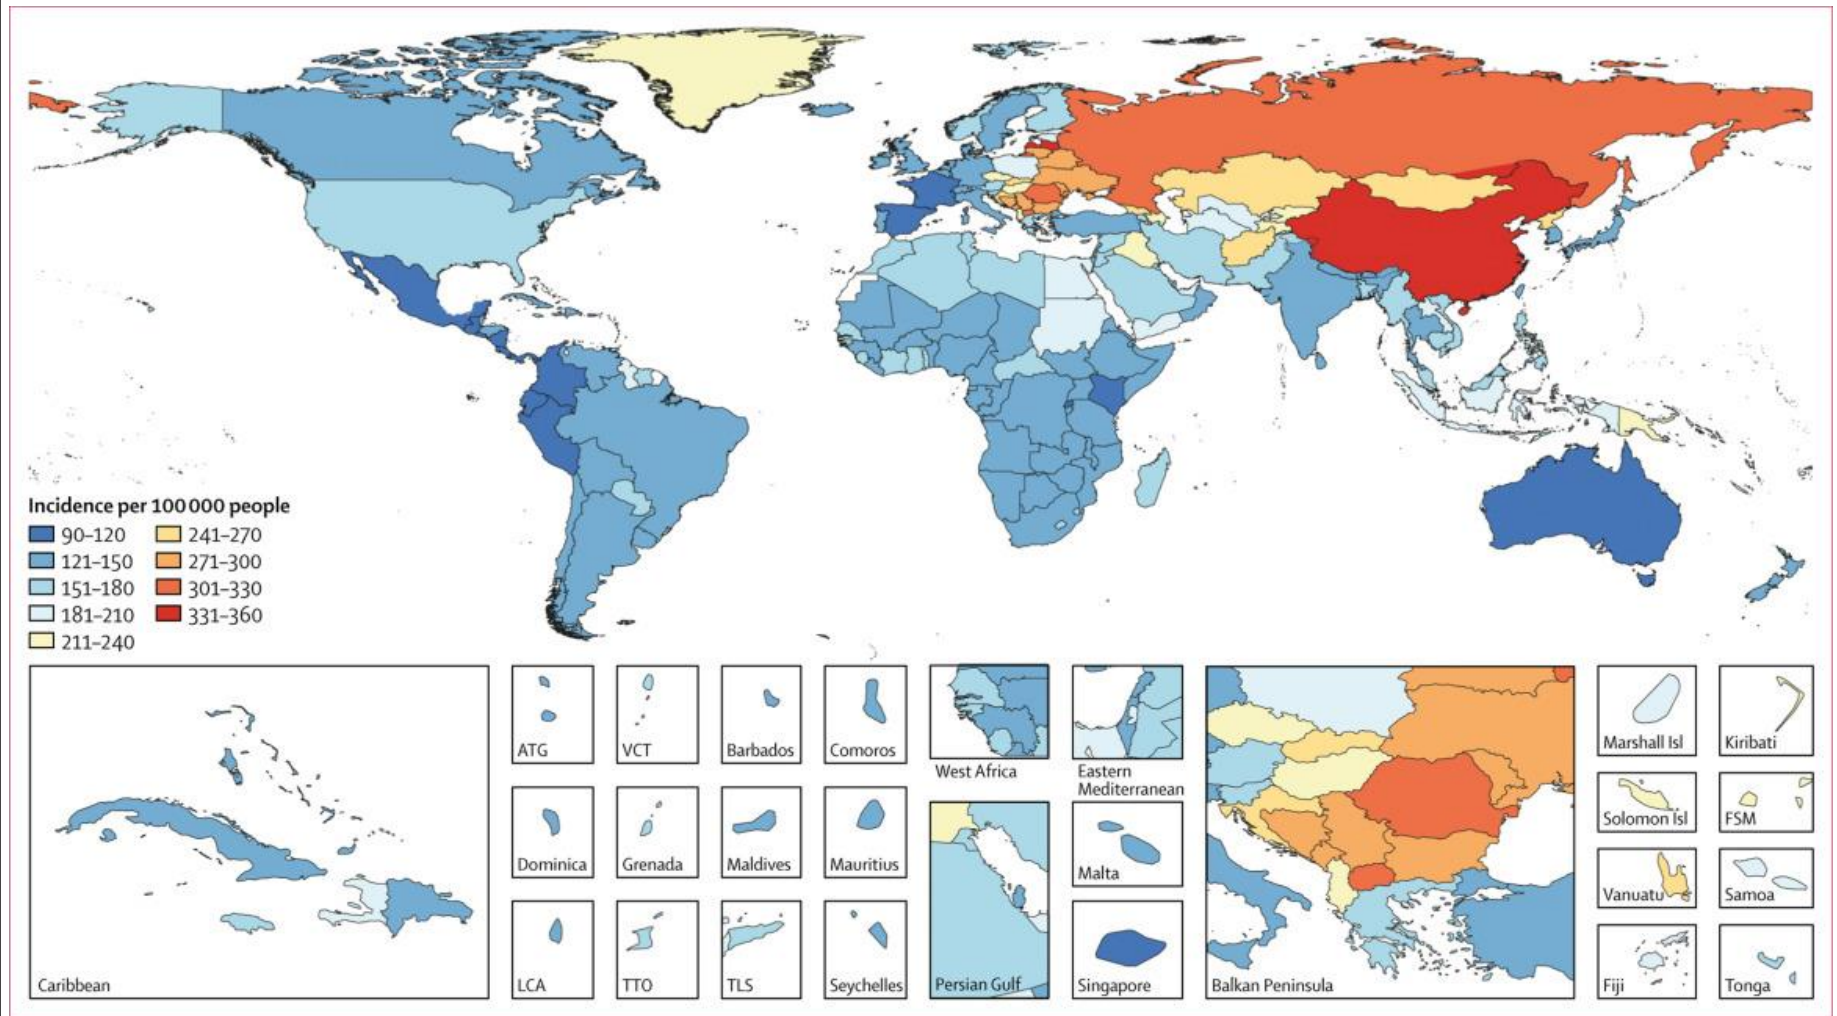 Incidence per 100 000 people
90–120
121–150
151–180
181–210
211–240
241–270
271–300
301–330
331–360
Caribbean
ATG
VCT
Barbados
Comoros
West Africa
Eastern
Mediterranean
Dominica
Grenada
Maldives
Mauritius
Malta
LCA
TTO
TLS
Seychelles
Persian Gulf
Singapore
Balkan Peninsula
Marshall Isl
Kiribati
Solomon Isl
FSM
Vanuatu
Samoa
Fiji
Tonga